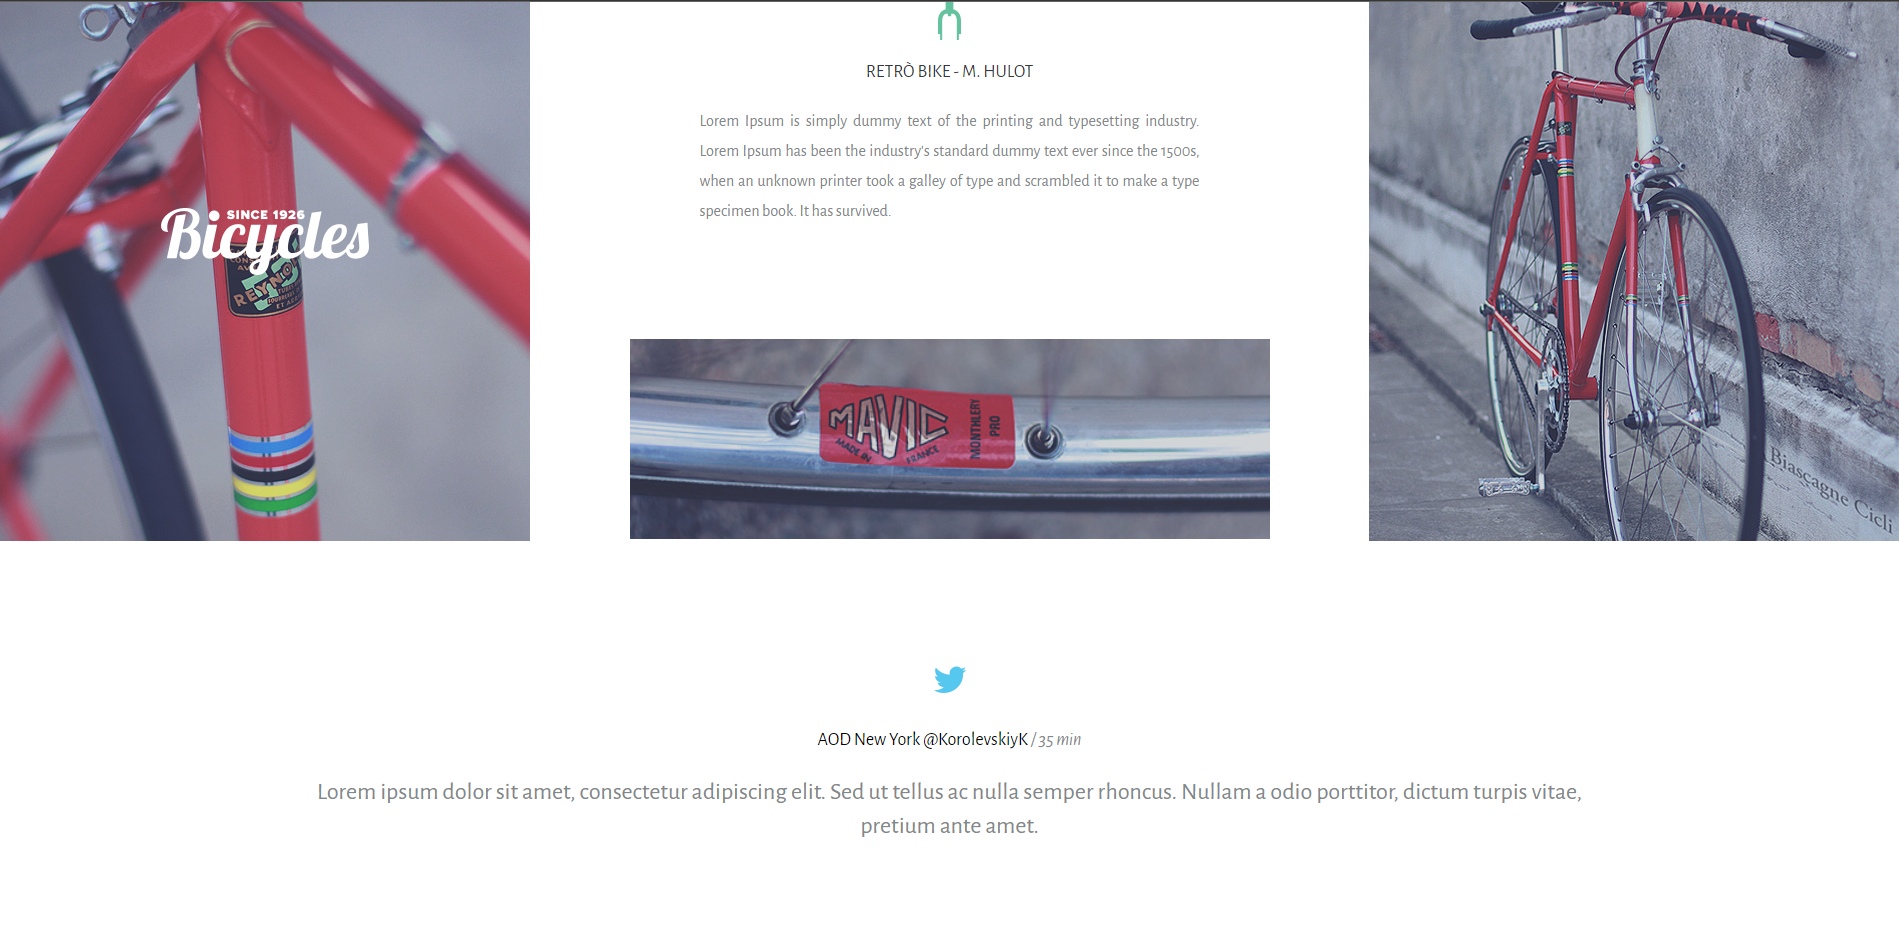 SINCE 1926
Bicycles
REYNOLDS
RETRÒ BIKE - M. HULOT
Lorem Ipsum is simply dummy text of the printing and typesetting industry.
Lorem Ipsum has been the industry's standard dummy text ever since the 1500s,
when an unknown printer took a galley of type and scrambled it to make a type
specimen book. It has survived.
MAVIC
MADE IN FRANCE
MONTHLERY
PRO
Biascagne Cicli
AOD New York @KorolevskiyK / 35 min
Lorem ipsum dolor sit amet, consectetur adipiscing elit. Sed ut tellus ac nulla semper rhoncus. Nullam a odio porttitor, dictum turpis vitae,
pretium ante amet.